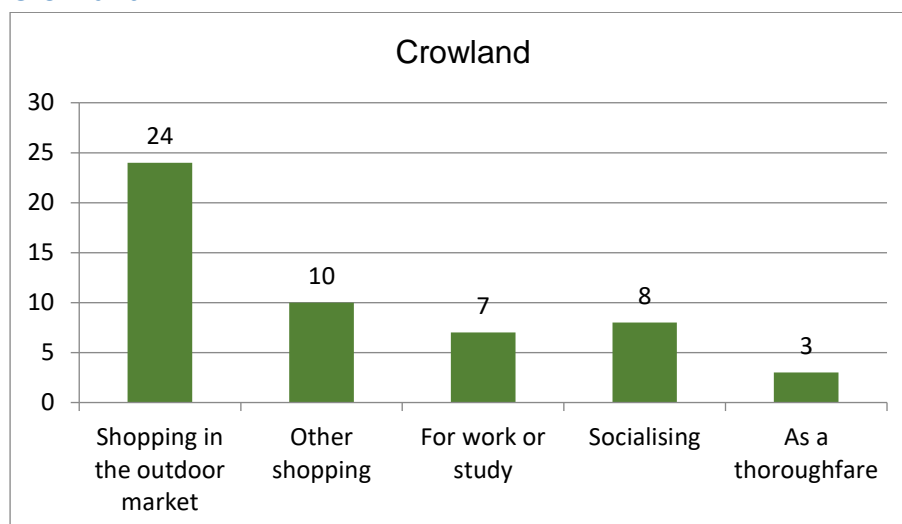 Crowland
30
25
20
15
10
5
0
24
10
7
8
3
Shopping in
the outdoor
market
Other
shopping
For work or
study
Socialising
As a
thoroughfare